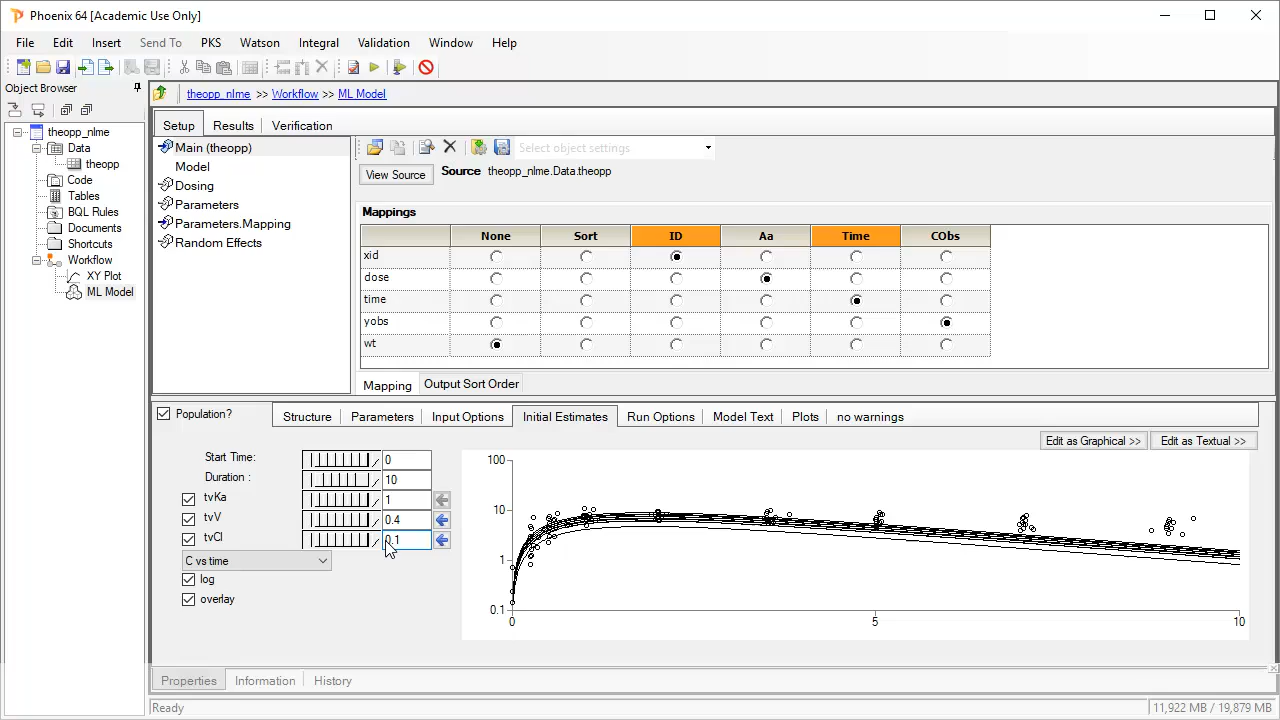 Phoenix 64 [Academic Use Only]
File Edit Insert Send To PKS Watson Integral Validation Window Help
Object Browser
theopp_nlme >> Workflow >> ML Model
theopp_nlme
Data
theopp
Code
Tables
BQL Rules
Documents
Shortcuts
Workflow
XY Plot
ML Model
Setup Results Verification
Main (theopp)
Model
Dosing
Parameters
Parameters.Mapping
Random Effects
Select object settings
View Source Source theopp_nlme.Data.theopp
Mappings
None Sort ID Aa Time CObs
xid
dose
time
yobs
wt
Mapping Output Sort Order
Population? Structure Parameters Input Options Initial Estimates Run Options Model Text Plots no warnings
Edit as Graphical >> Edit as Textual >>
Start Time: 0
Duration : 10
tvKa 1
tvV 0.4
tvCl 0.1
C vs time
log
overlay
100
10
1
0.1
0 5 10
Properties Information History
Ready 11,922 MB / 19,879 MB